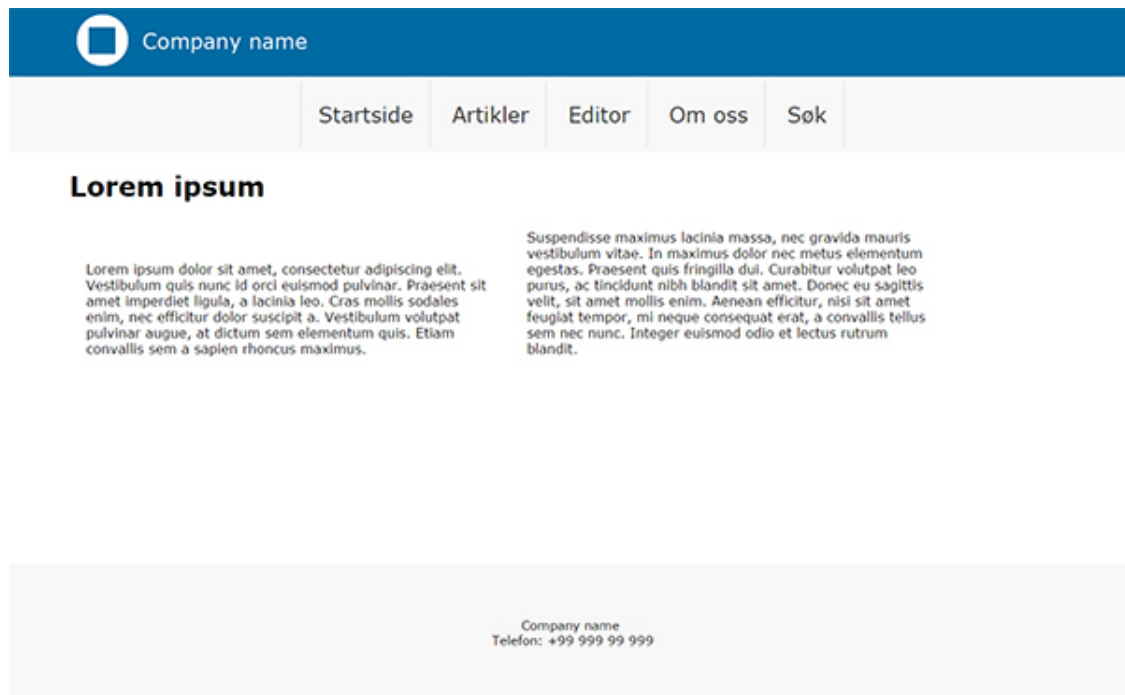 Company name
Startside Artikler Editor Om oss Søk
Lorem ipsum
Lorem ipsum dolor sit amet, consectetur adipiscing elit.
Vestibulum quis nunc id orci euismod pulvinar. Praesent sit
amet imperdiet ligula, a lacinia leo. Cras mollis sodales
enim, nec efficitur dolor suscipit a. Vestibulum volutpat
pulvinar augue, at dictum sem elementum quis. Etiam
convallis sem a sapien rhoncus maximus.
Suspendisse maximus lacinia massa, nec gravida mauris
vestibulum vitae. In maximus dolor nec metus elementum
egestas. Praesent quis fringilla dui. Curabitur volutpat leo
purus, ac tincidunt nibh blandit sit amet. Donec eu sagittis
velit, sit amet mollis enim. Aenean efficitur, nisi sit amet
feugiat tempor, mi neque consequat erat, a convallis tellus
sem nec nunc. Integer euismod odio et lectus rutrum
blandit.
Company name
Telefon: +99 999 99 999